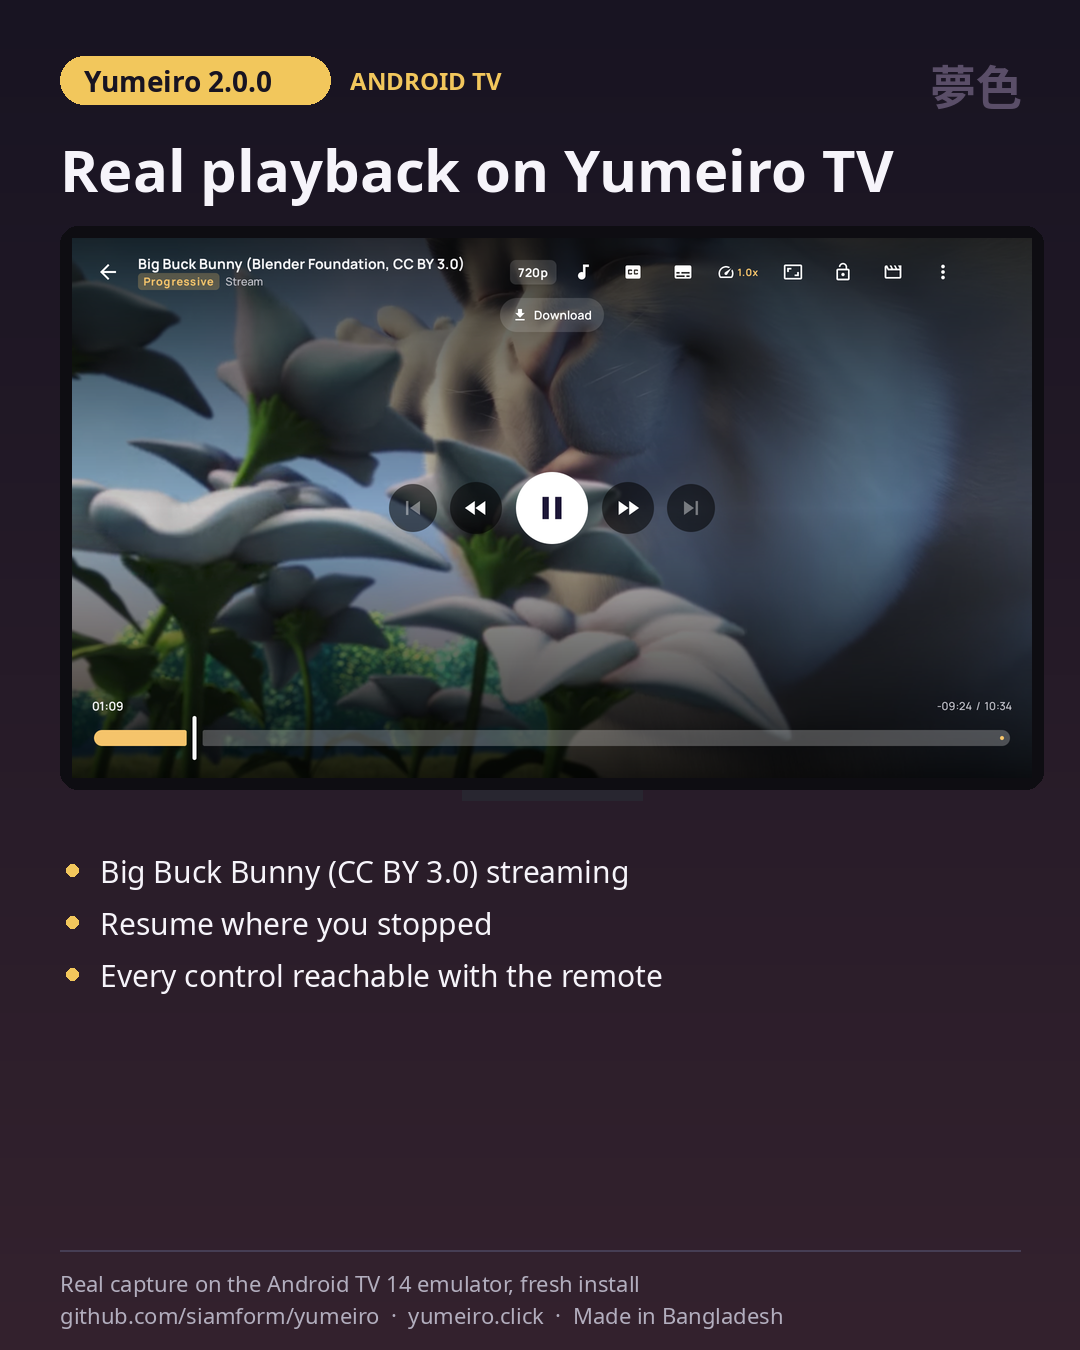 Yumeiro 2.0.0
ANDROID TV
夢色
Real playback on Yumeiro TV
Big Buck Bunny (Blender Foundation, CC BY 3.0)
Progressive Stream
720p
1.0x
Download
01:09
-09:24 / 10:34
Big Buck Bunny (CC BY 3.0) streaming
Resume where you stopped
Every control reachable with the remote
Real capture on the Android TV 14 emulator, fresh install
github.com/siamform/yumeiro · yumeiro.click · Made in Bangladesh